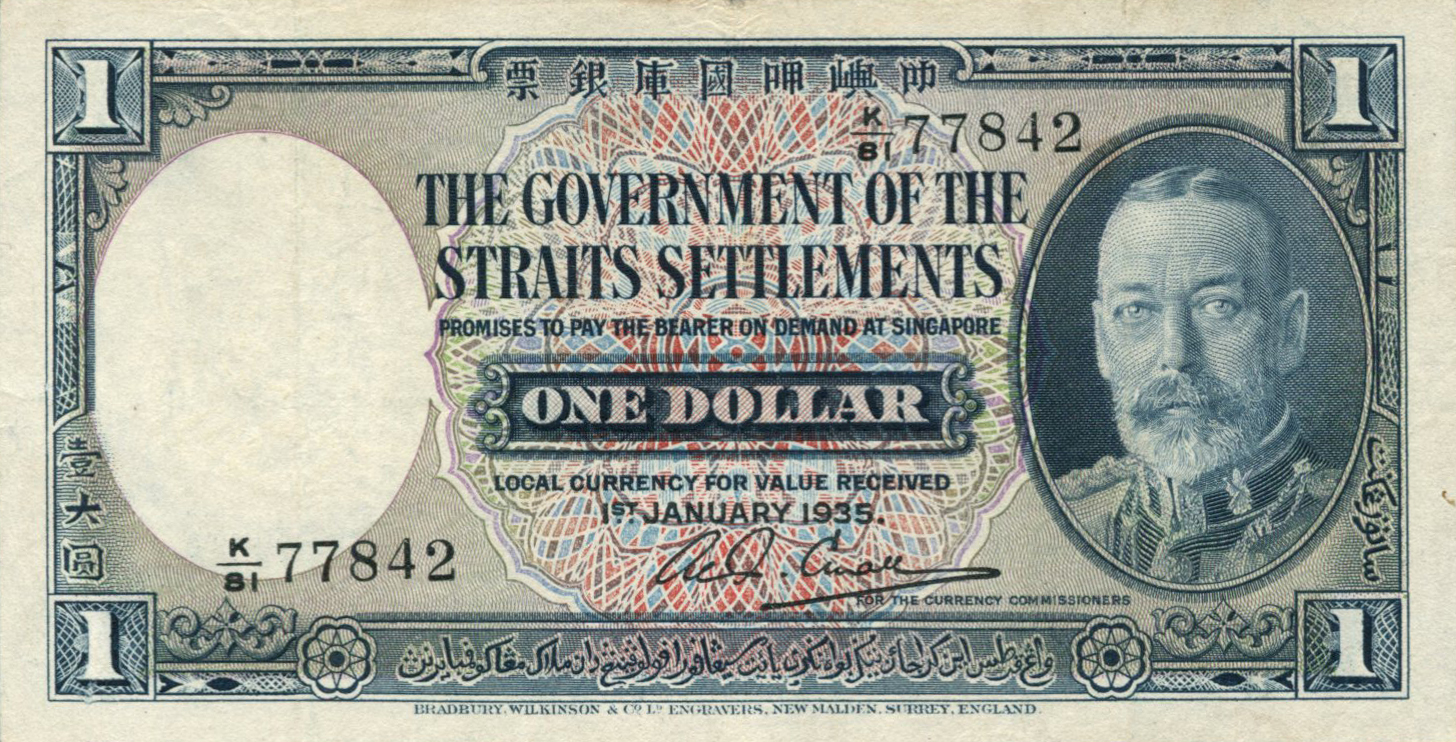 1
叻嶼呷國庫銀票
1
K/81 77842
THE GOVERNMENT OF THE
STRAITS SETTLEMENTS
PROMISES TO PAY THE BEARER ON DEMAND AT SINGAPORE
ONE DOLLAR
LOCAL CURRENCY FOR VALUE RECEIVED
1ST JANUARY 1935.
壹大圓
ساتو رڠݢيت
K/81 77842
FOR THE CURRENCY COMMISSIONERS
1
1
BRADBURY, WILKINSON & Co. Ld. ENGRAVERS, NEW MALDEN, SURREY, ENGLAND.